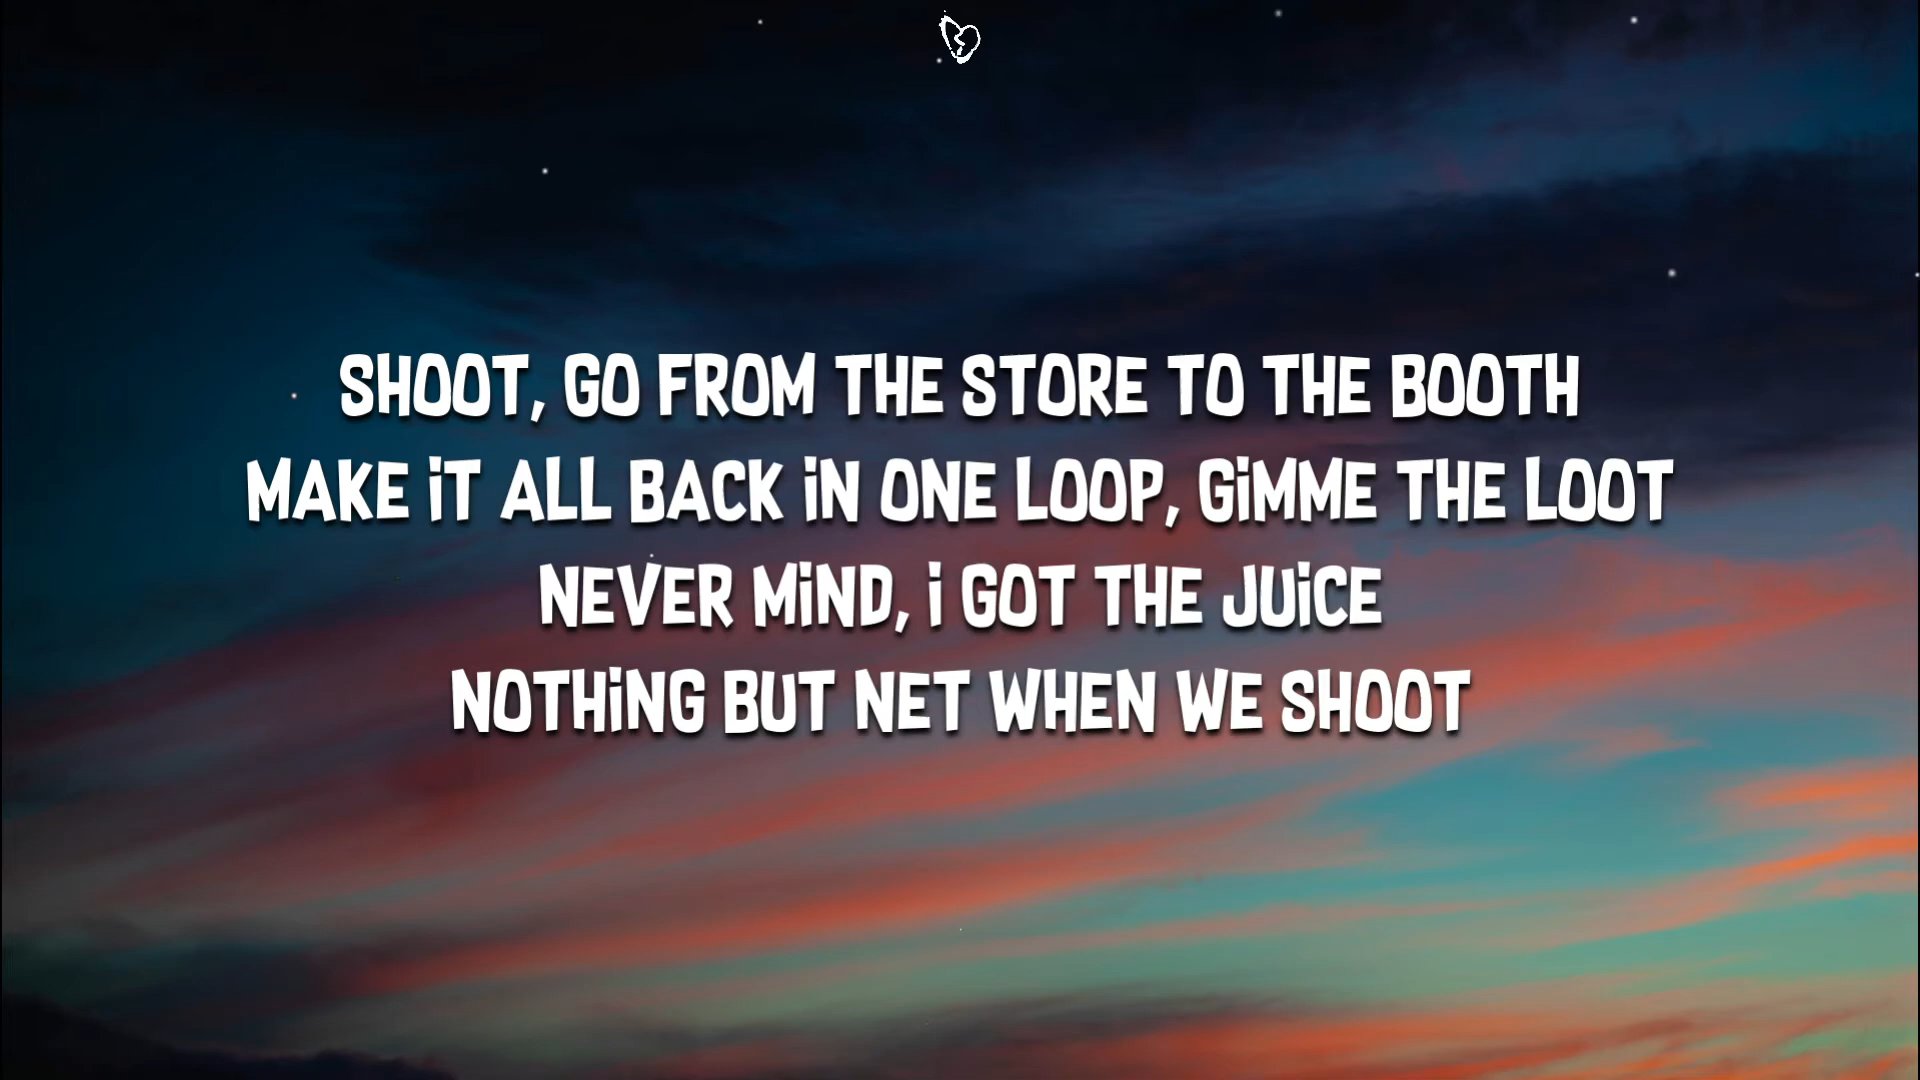 SHOOT, GO FROM THE STORE TO THE BOOTH
MAKE iT ALL BACK iN ONE LOOP, GiMME THE LOOT
NEVER MiND, i GOT THE JUiCE
NOTHiNG BUT NET WHEN WE SHOOT